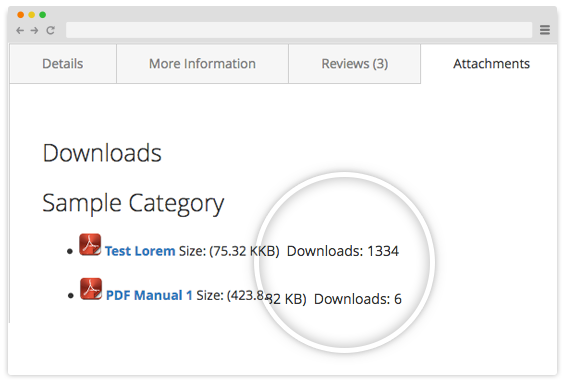 Details More Information Reviews (3) Attachments
Downloads
Sample Category
Test Lorem Size: (75.32 KKB) Downloads: 1334
PDF Manual 1 Size: (423.82 KB) Downloads: 6